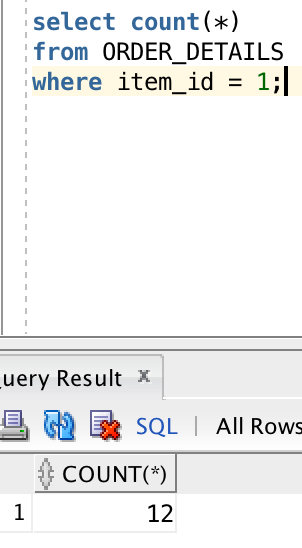 select count(*)
from ORDER_DETAILS
where item_id = 1;
uery Result x
SQL | All Rows
COUNT(*)
1 12